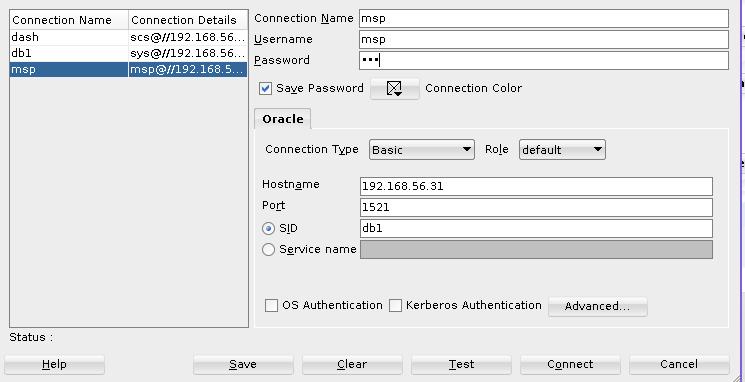 Connection Name Connection Details
dash scs@//192.168.56...
db1 sys@//192.168.56...
msp msp@//192.168.5...
Connection Name msp
Username msp
Password •••
Save Password Connection Color
Oracle
Connection Type Basic Role default
Hostname 192.168.56.31
Port 1521
SID db1
Service name
OS Authentication Kerberos Authentication Advanced...
Status :
Help Save Clear Test Connect Cancel